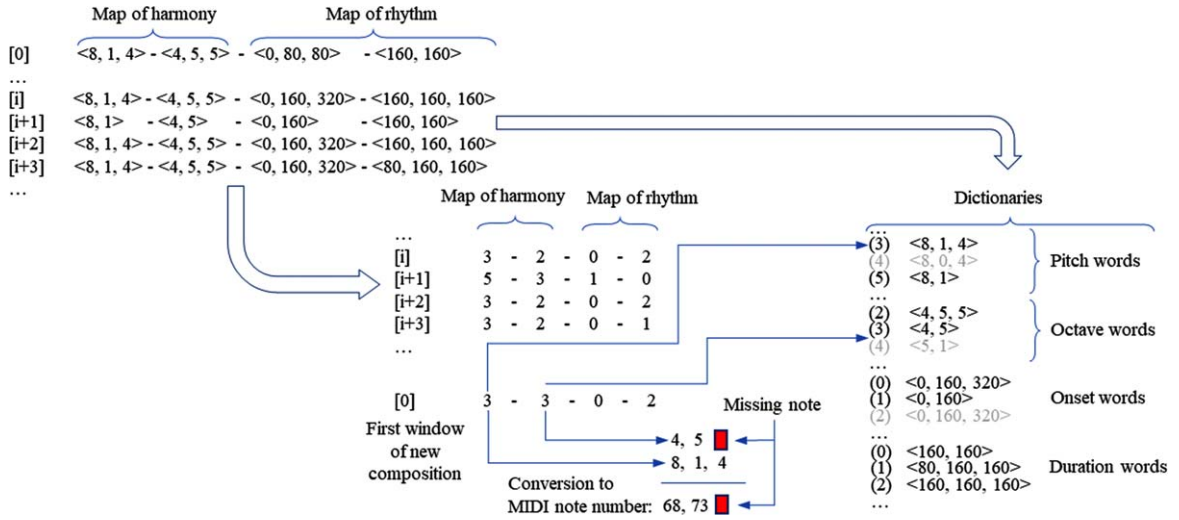 Map of harmony Map of rhythm
[0] <8, 1, 4> - <4, 5, 5> - <0, 80, 80> - <160, 160>
...
[i] <8, 1, 4> - <4, 5, 5> - <0, 160, 320> - <160, 160, 160>
[i+1] <8, 1> - <4, 5> - <0, 160> - <160, 160>
[i+2] <8, 1, 4> - <4, 5, 5> - <0, 160, 320> - <160, 160, 160>
[i+3] <8, 1, 4> - <4, 5, 5> - <0, 160, 320> - <80, 160, 160>
...
Map of harmony Map of rhythm
...
[i] 3 - 2 - 0 - 2
[i+1] 5 - 3 - 1 - 0
[i+2] 3 - 2 - 0 - 2
[i+3] 3 - 2 - 0 - 1
...
[0] 3 - 3 - 0 - 2
First window
of new
composition
Missing note
4, 5
8, 1, 4
Conversion to
MIDI note number: 68, 73
Dictionaries
...
(3) <8, 1, 4>
(4) <8, 0, 4>
(5) <8, 1>
Pitch words
...
(2) <4, 5, 5>
(3) <4, 5>
(4) <5, 1>
Octave words
...
(0) <0, 160, 320>
(1) <0, 160>
(2) <0, 160, 320>
Onset words
...
(0) <160, 160>
(1) <80, 160, 160>
(2) <160, 160, 160>
Duration words
...